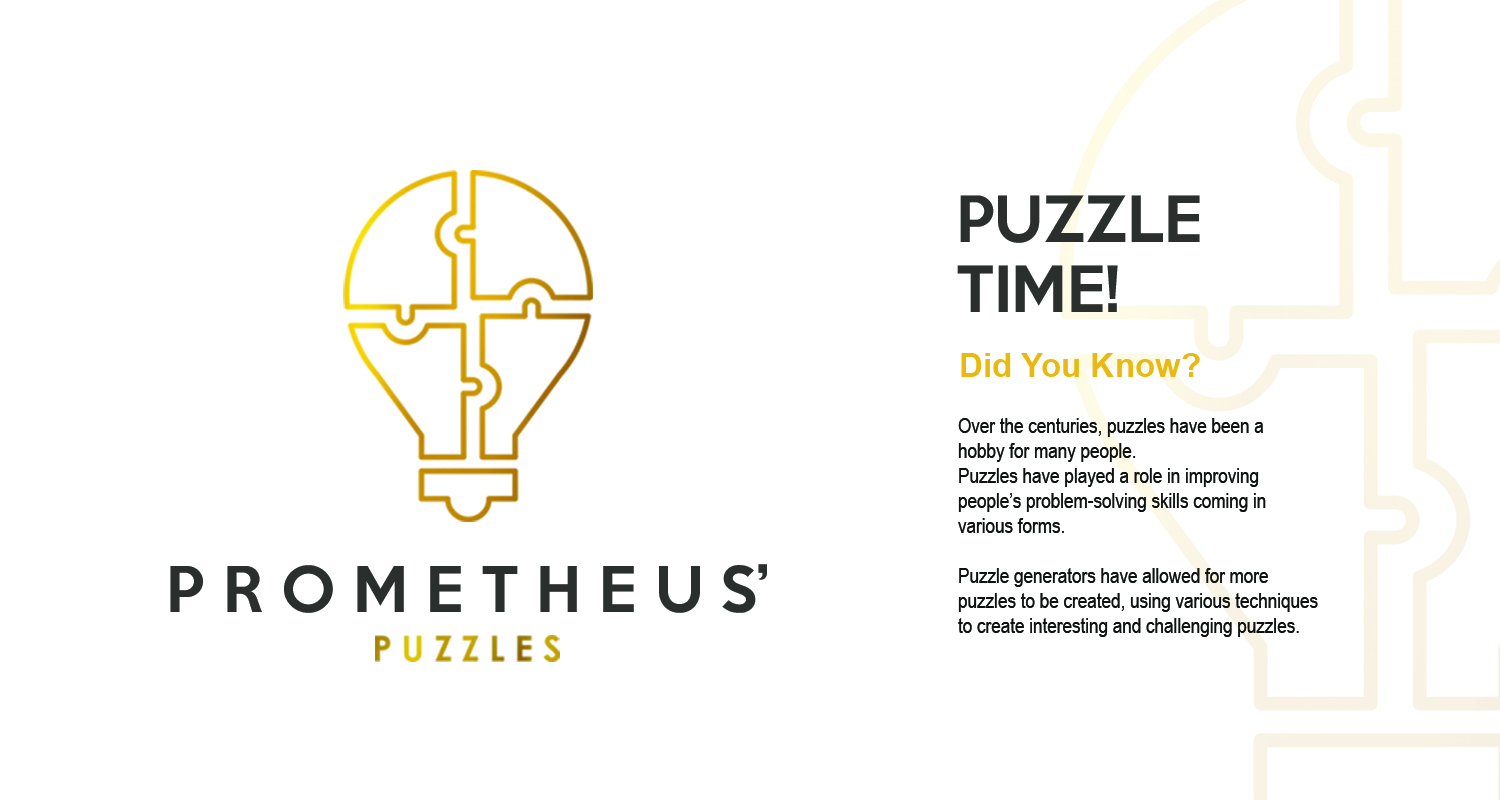 PROMETHEUS’
PUZZLES
PUZZLE
TIME!
Did You Know?
Over the centuries, puzzles have been a
hobby for many people.
Puzzles have played a role in improving
people’s problem-solving skills coming in
various forms.
Puzzle generators have allowed for more
puzzles to be created, using various techniques
to create interesting and challenging puzzles.